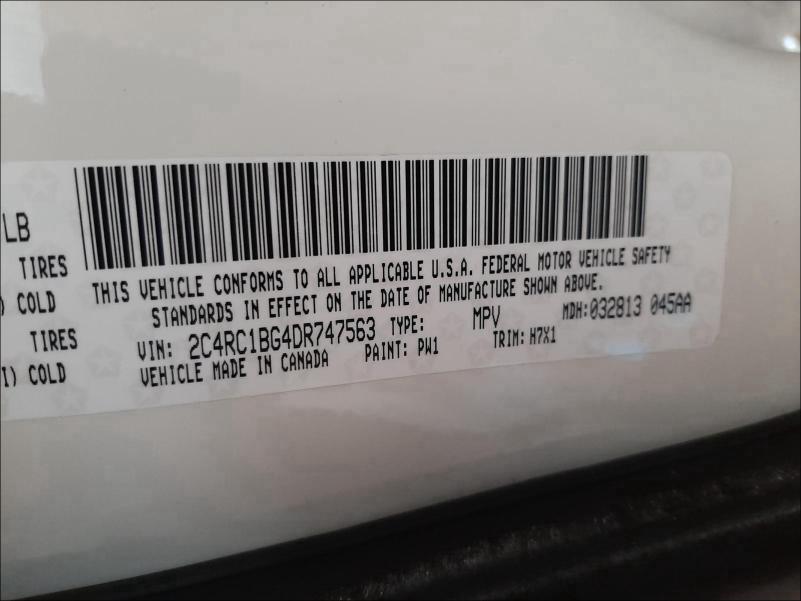 LB
TIRES
) COLD
TIRES
I) COLD
THIS VEHICLE CONFORMS TO ALL APPLICABLE U.S.A. FEDERAL MOTOR VEHICLE SAFETY
STANDARDS IN EFFECT ON THE DATE OF MANUFACTURE SHOWN ABOVE.
VIN: 2C4RC1BG4DR747563 TYPE: MPV MDH:032813 045AA
VEHICLE MADE IN CANADA PAINT: PW1 TRIM: H7X1